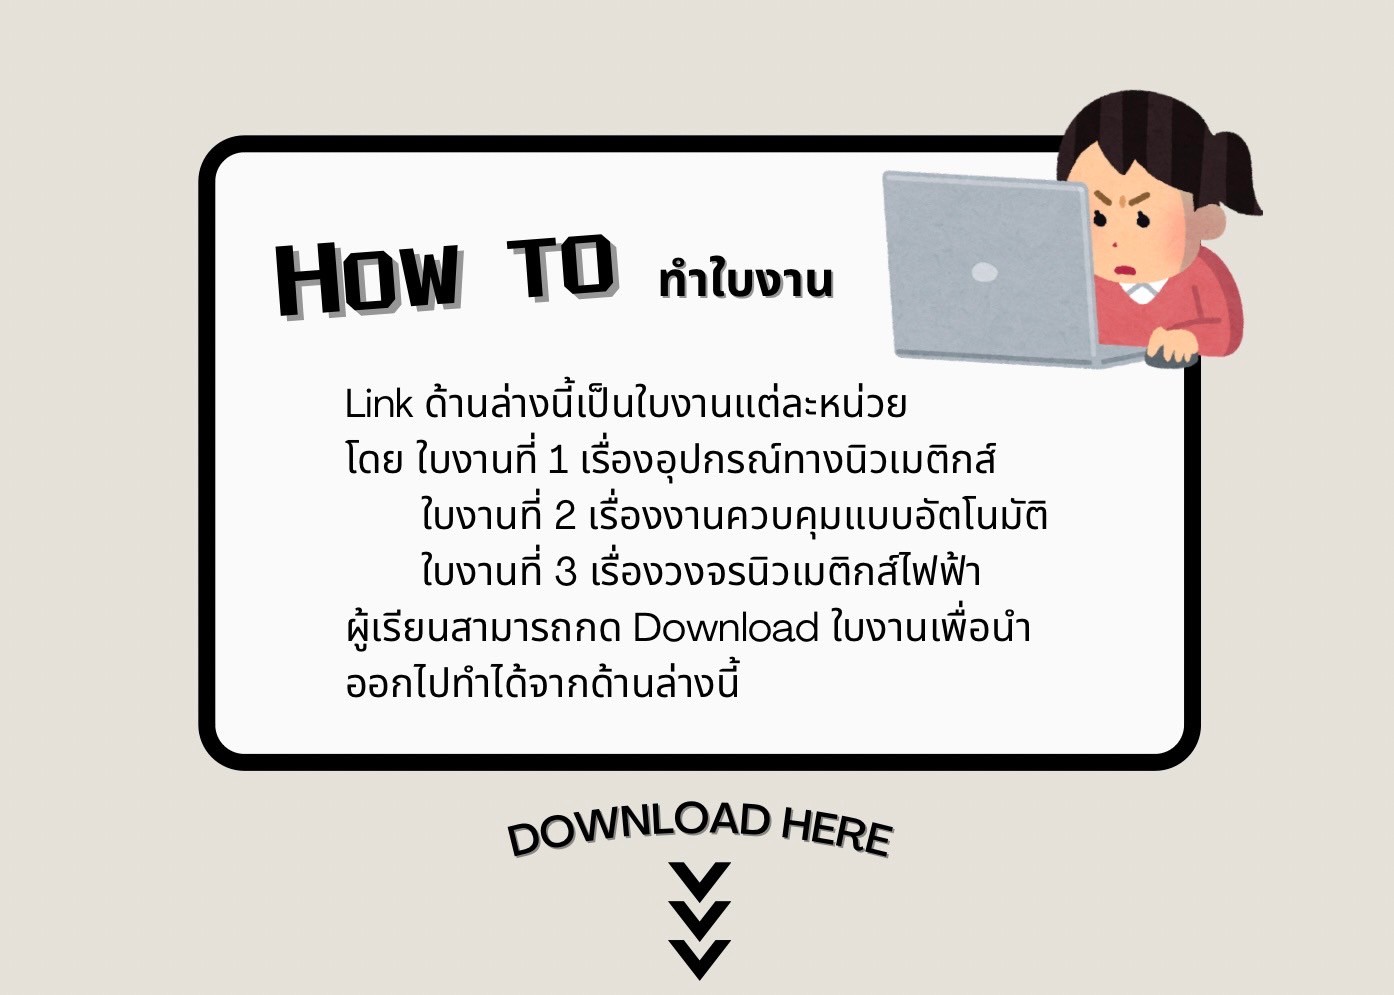 How TO ทำใบงาน
Link ด้านล่างนี้เป็นใบงานแต่ละหน่วย
โดย ใบงานที่ 1 เรื่องอุปกรณ์ทางนิวเมติกส์
ใบงานที่ 2 เรื่องงานควบคุมแบบอัตโนมัติ
ใบงานที่ 3 เรื่องวงจรนิวเมติกส์ไฟฟ้า
ผู้เรียนสามารถกด Download ใบงานเพื่อนำ
ออกไปทำได้จากด้านล่างนี้
DOWNLOAD HERE